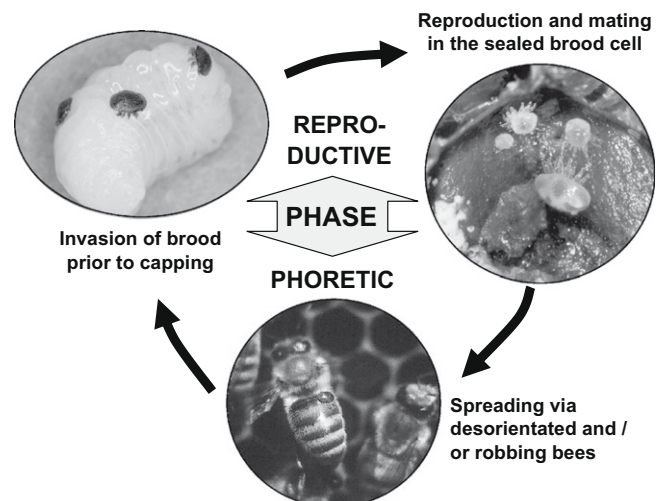 Reproduction and mating
in the sealed brood cell
REPRO-
DUCTIVE
PHASE
Invasion of brood
prior to capping
PHORETIC
Spreading via
desorientated and /
or robbing bees